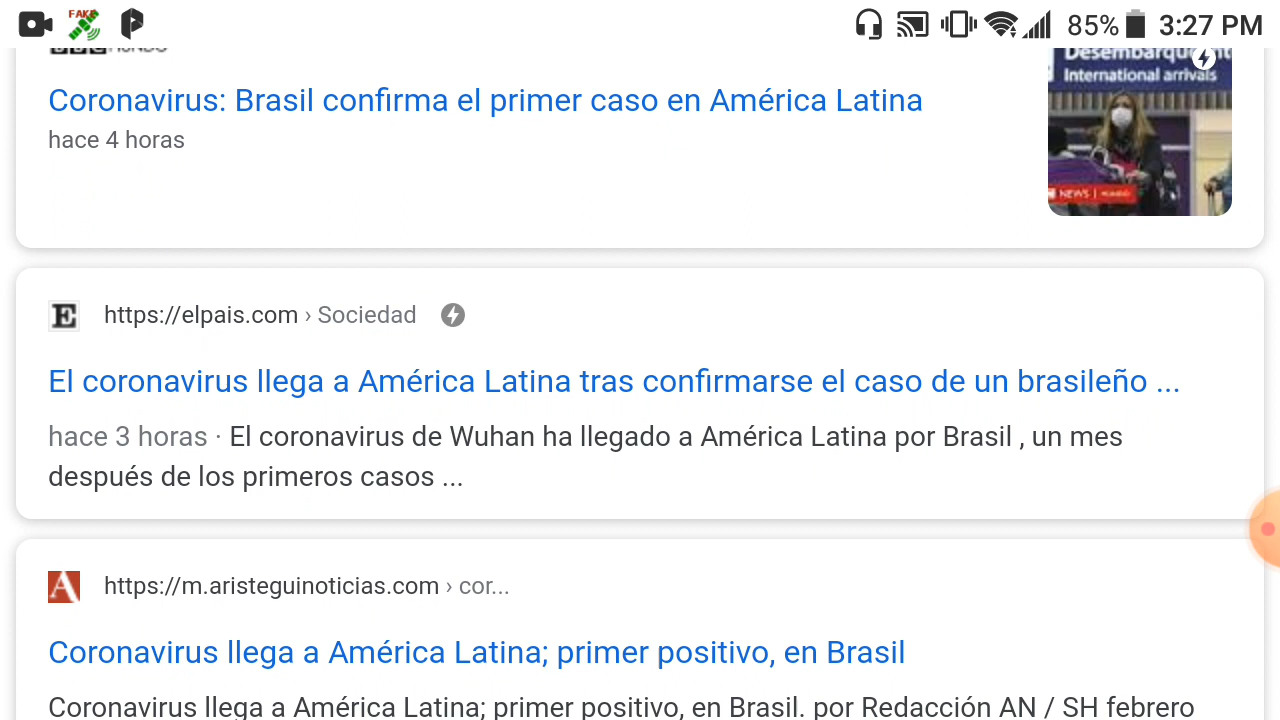 FAKE
85% 3:27 PM
BBC MUNDO
Coronavirus: Brasil confirma el primer caso en América Latina
hace 4 horas
International arrivals
NEWS | MUNDO
E https://elpais.com › Sociedad
El coronavirus llega a América Latina tras confirmarse el caso de un brasileño ...
hace 3 horas · El coronavirus de Wuhan ha llegado a América Latina por Brasil , un mes
después de los primeros casos ...
A https://m.aristeguinoticias.com › cor...
Coronavirus llega a América Latina; primer positivo, en Brasil
Coronavirus llega a América Latina; primer positivo, en Brasil. por Redacción AN / SH febrero